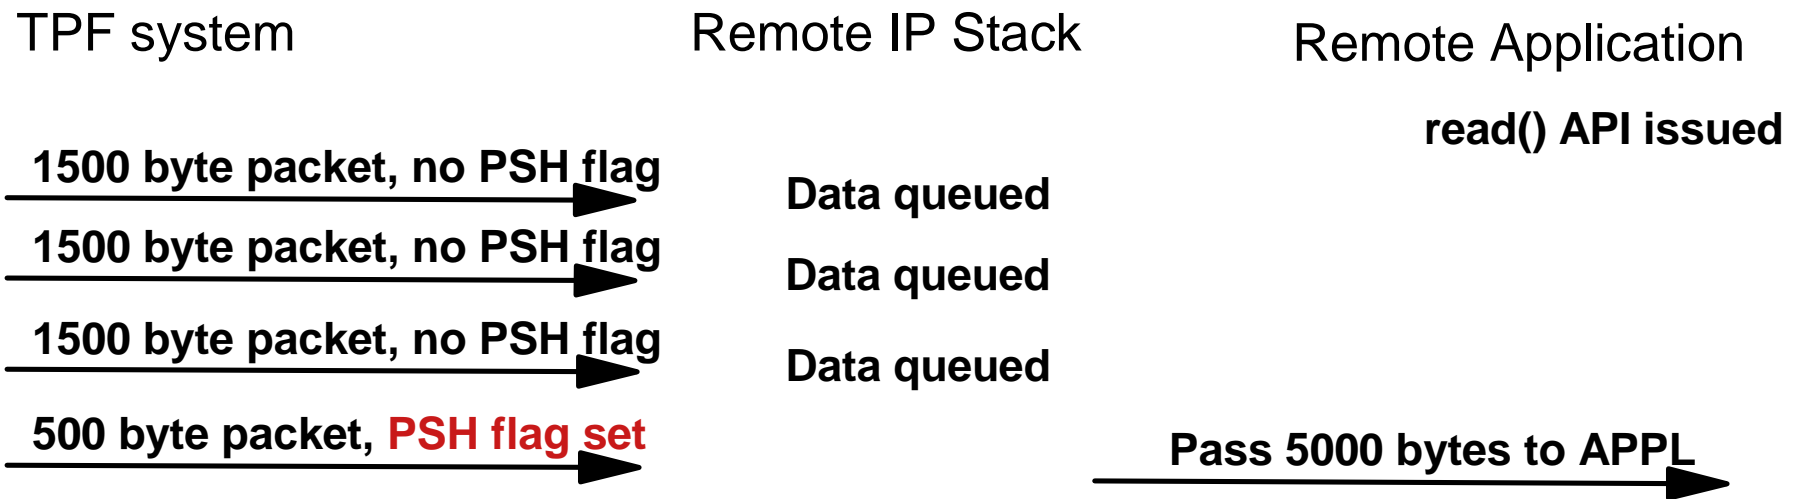 TPF system
Remote IP Stack
Remote Application
read() API issued
1500 byte packet, no PSH flag
Data queued
1500 byte packet, no PSH flag
Data queued
1500 byte packet, no PSH flag
Data queued
500 byte packet, PSH flag set
Pass 5000 bytes to APPL